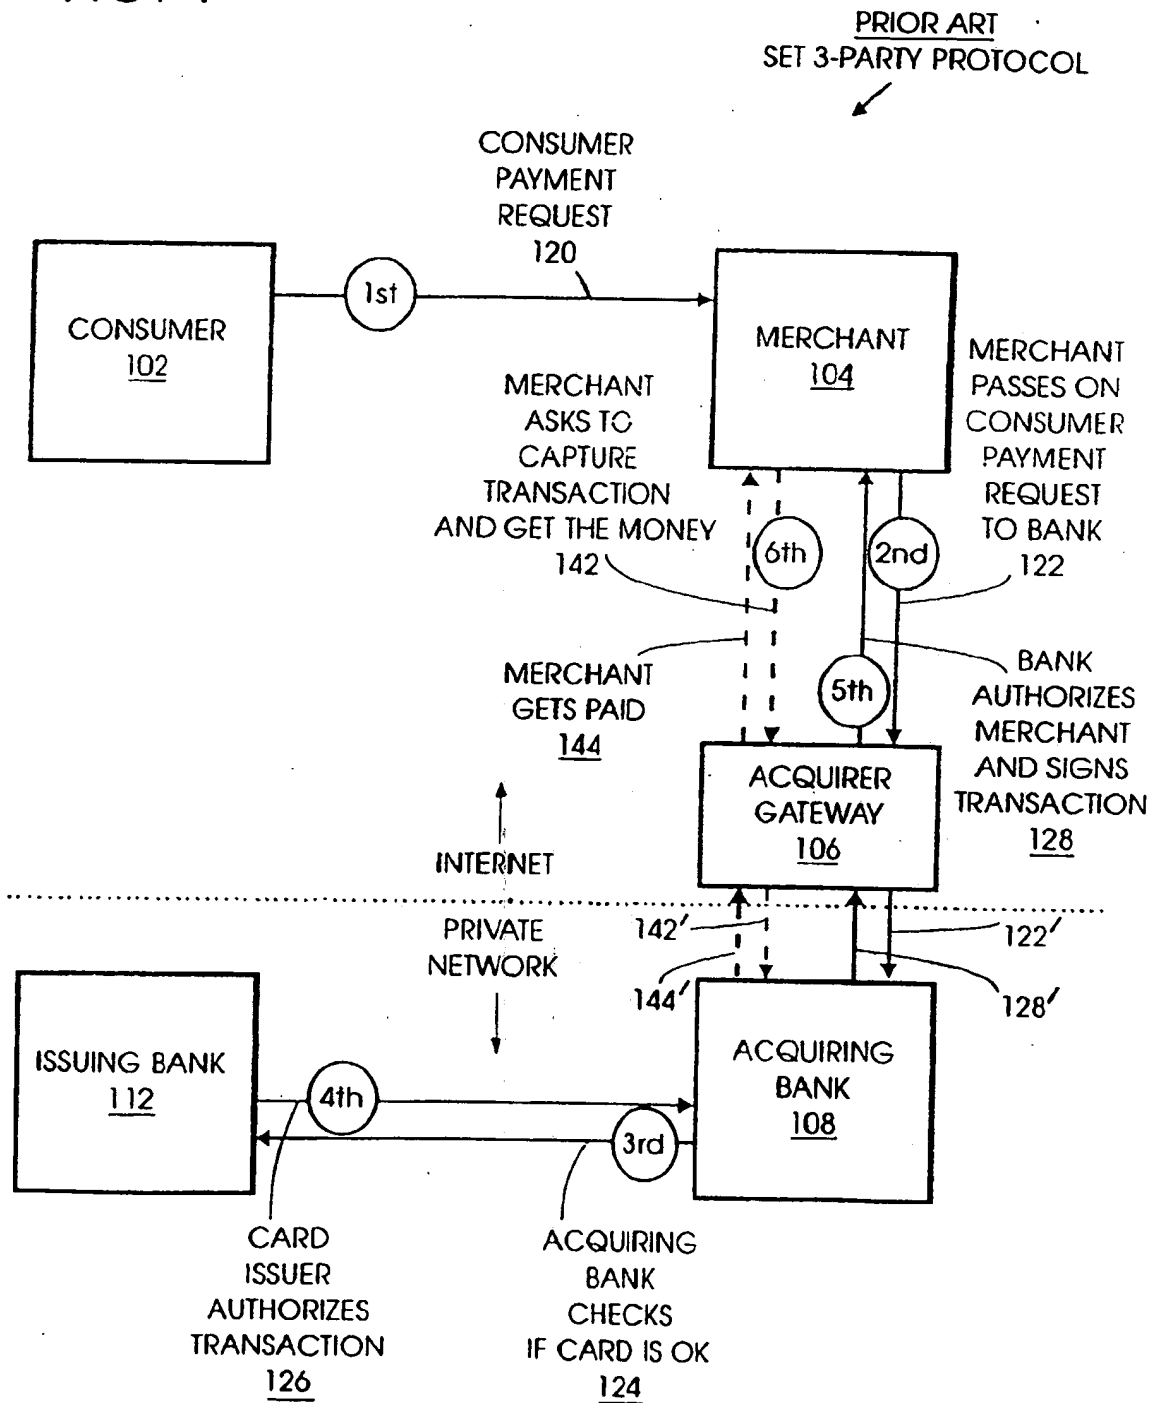 PRIOR ART
SET 3-PARTY PROTOCOL
CONSUMER
PAYMENT
REQUEST
120
1st
CONSUMER
102
MERCHANT
104
MERCHANT
PASSES ON
CONSUMER
PAYMENT
REQUEST
TO BANK
122
MERCHANT
ASKS TO
CAPTURE
TRANSACTION
AND GET THE MONEY
142
6th
2nd
MERCHANT
GETS PAID
144
5th
BANK
AUTHORIZES
MERCHANT
AND SIGNS
TRANSACTION
128
ACQUIRER
GATEWAY
106
INTERNET
PRIVATE
NETWORK
142'
144'
122'
128'
ISSUING BANK
112
4th
3rd
ACQUIRING
BANK
108
CARD
ISSUER
AUTHORIZES
TRANSACTION
126
ACQUIRING
BANK
CHECKS
IF CARD IS OK
124